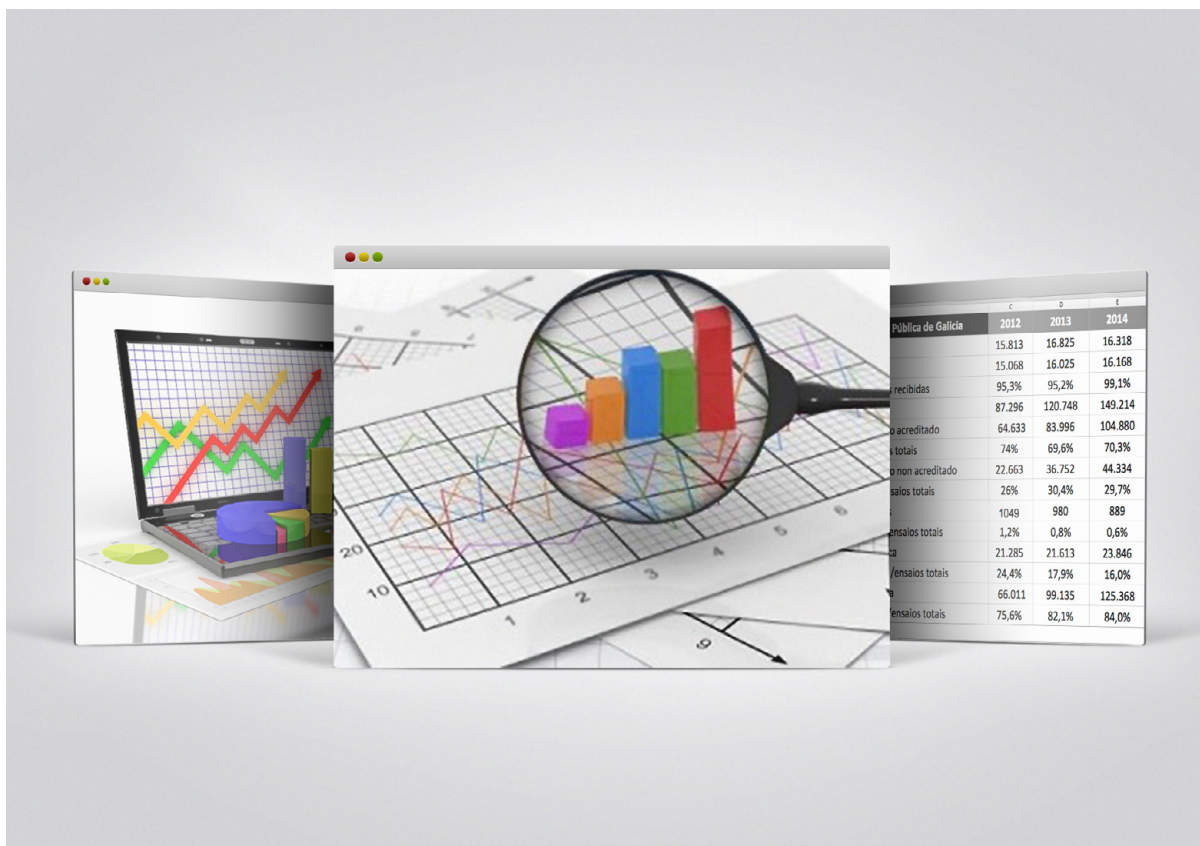 C D E
Pública de Galicia 2012 2013 2014
15.813 16.825 16.318
15.068 16.025 16.168
recibidas 95,3% 95,2% 99,1%
87.296 120.748 149.214
o acreditado 64.633 83.996 104.880
totais 74% 69,6% 70,3%
o non acreditado 22.663 36.752 44.334
saios totais 26% 30,4% 29,7%
1049 980 889
ensaios totais 1,2% 0,8% 0,6%
ca 21.285 21.613 23.846
/ensaios totais 24,4% 17,9% 16,0%
a 66.011 99.135 125.368
/ensaios totais 75,6% 82,1% 84,0%
20
10
1 2 3 4 5 6
9